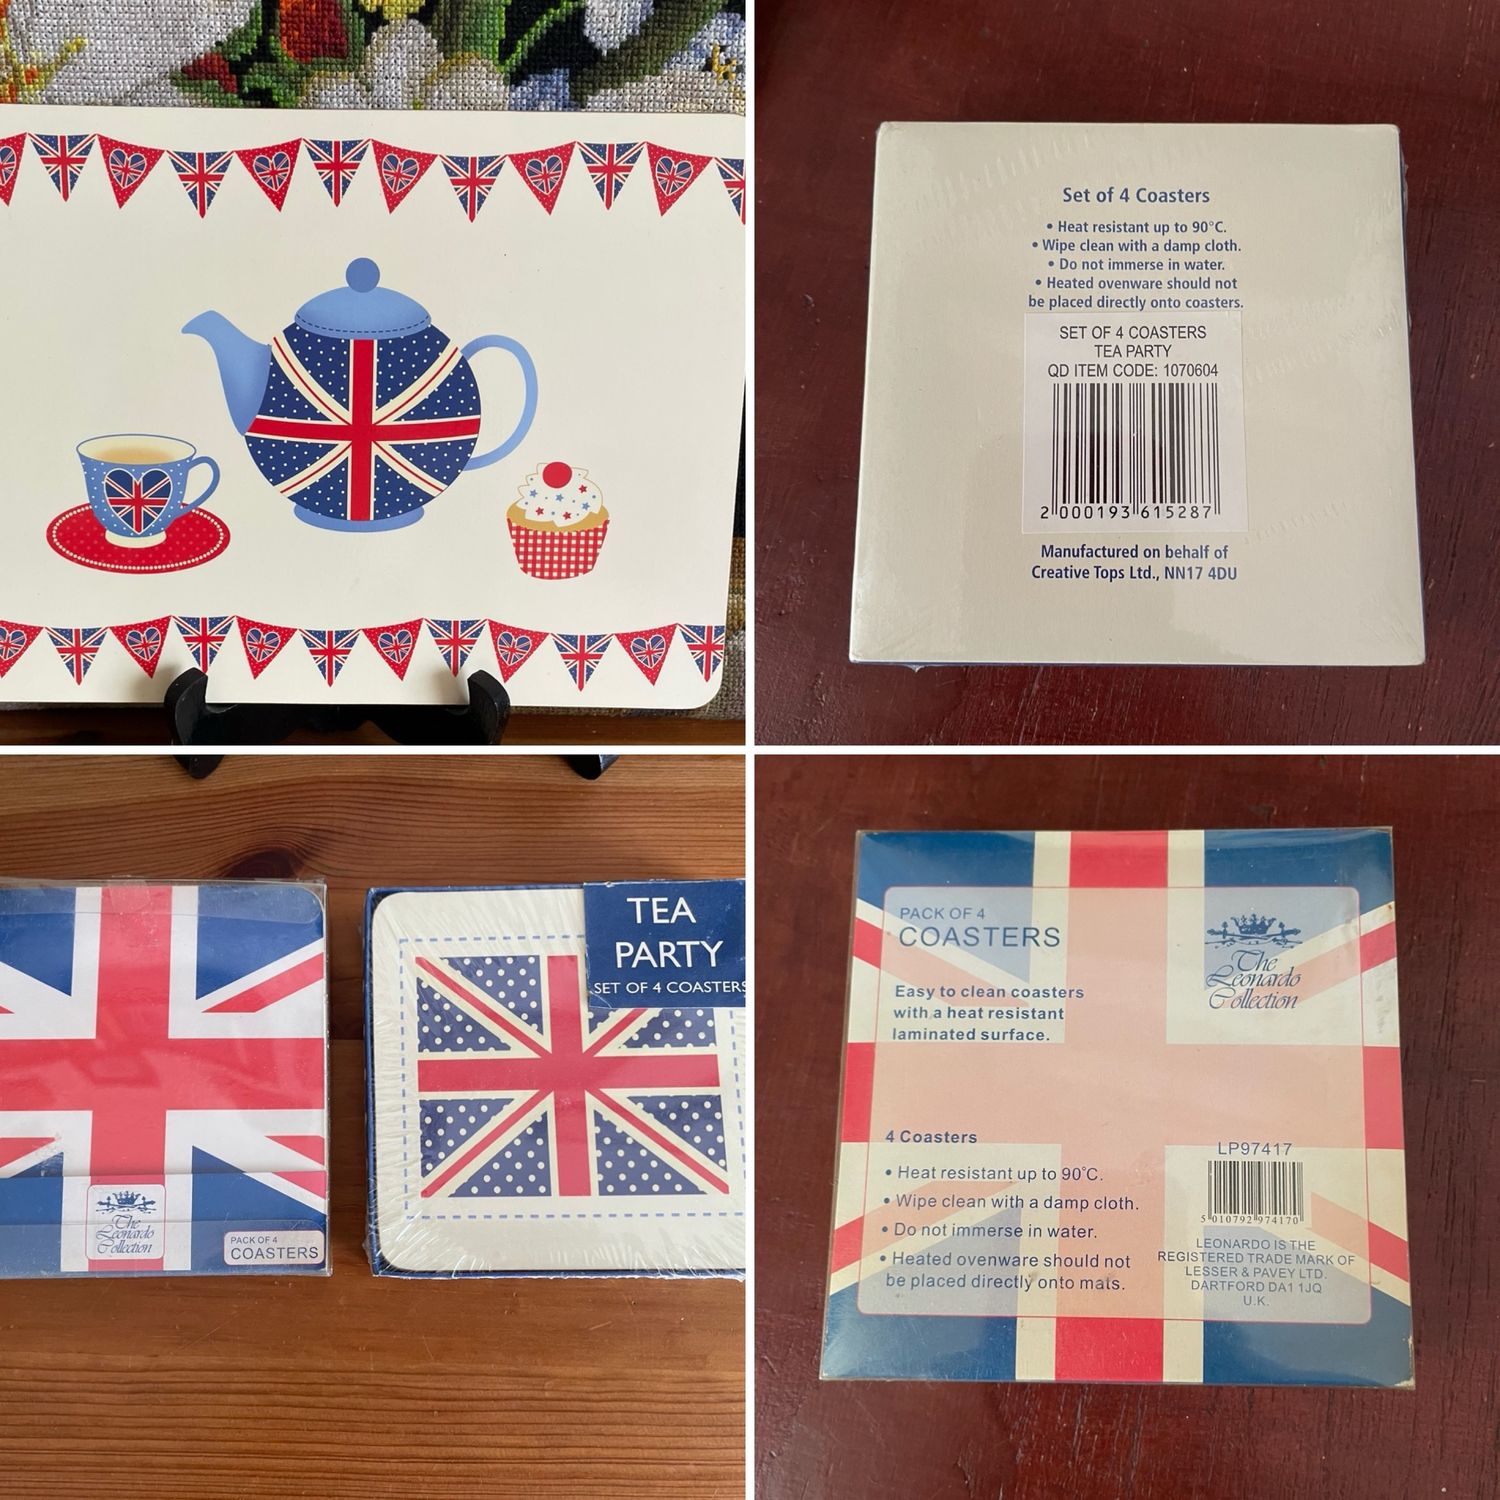 Set of 4 Coasters
• Heat resistant up to 90°C.
• Wipe clean with a damp cloth.
• Do not immerse in water.
• Heated ovenware should not
be placed directly onto coasters.
SET OF 4 COASTERS
TEA PARTY
QD ITEM CODE: 1070604
2 000193 615287
Manufactured on behalf of
Creative Tops Ltd., NN17 4DU
The
Leonardo
Collection
PACK OF 4
COASTERS
TEA
PARTY
SET OF 4 COASTERS
PACK OF 4
COASTERS
The
Leonardo
Collection
Easy to clean coasters
with a heat resistant
laminated surface.
4 Coasters
• Heat resistant up to 90°C.
• Wipe clean with a damp cloth.
• Do not immerse in water.
• Heated ovenware should not
be placed directly onto mats.
LP97417
5 010792 974170
LEONARDO IS THE
REGISTERED TRADE MARK OF
LESSER & PAVEY LTD.
DARTFORD DA1 1JQ
U.K.